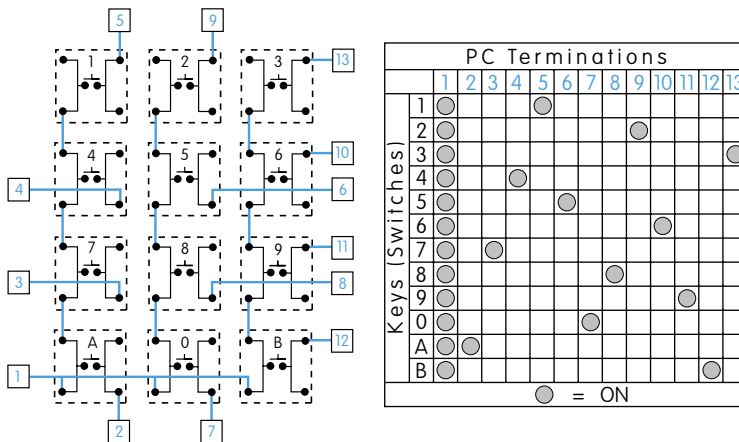 5 9
1 2 3 13
4 5 6 10
4 6
7 8 9 11
3 8
A 0 B 12
1
2 7
PC Terminations
1 2 3 4 5 6 7 8 9 10 11 12 13
Keys (Switches)
1
2
3
4
5
6
7
8
9
0
A
B
= ON